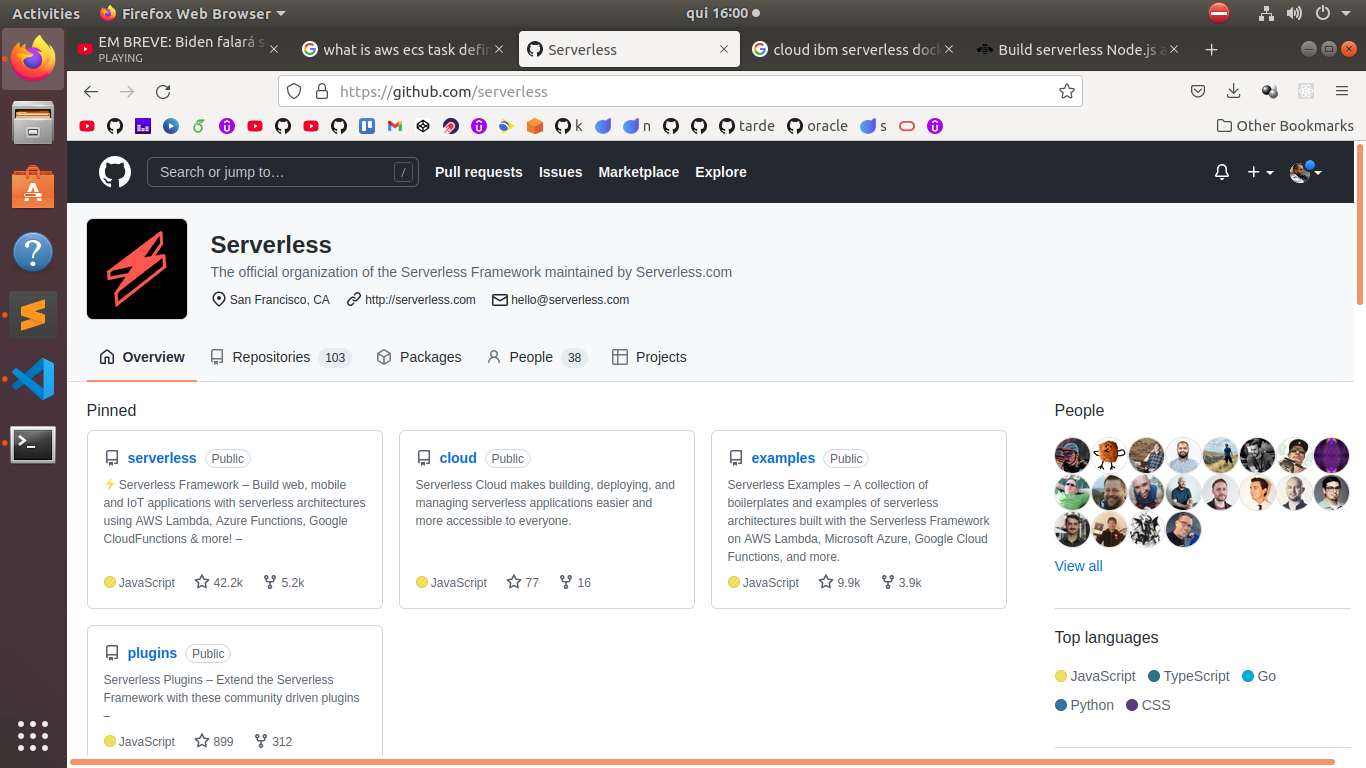 Activities
Firefox Web Browser
qui 16:00
EM BREVE: Biden falará s
PLAYING
what is aws ecs task defin
Serverless
cloud ibm serverless dock
Build serverless Node.js a
https://github.com/serverless
k
n
tarde
oracle
s
Other Bookmarks
Search or jump to…
/
Pull requests
Issues
Marketplace
Explore
Serverless
The official organization of the Serverless Framework maintained by Serverless.com
San Francisco, CA
http://serverless.com
hello@serverless.com
Overview
Repositories 103
Packages
People 38
Projects
Pinned
serverless Public
⚡ Serverless Framework – Build web, mobile
and IoT applications with serverless architectures
using AWS Lambda, Azure Functions, Google
CloudFunctions & more! –
JavaScript 42.2k 5.2k
cloud Public
Serverless Cloud makes building, deploying, and
managing serverless applications easier and
more accessible to everyone.
JavaScript 77 16
examples Public
Serverless Examples – A collection of
boilerplates and examples of serverless
architectures built with the Serverless Framework
on AWS Lambda, Microsoft Azure, Google Cloud
Functions, and more.
JavaScript 9.9k 3.9k
plugins Public
Serverless Plugins – Extend the Serverless
Framework with these community driven plugins
–
JavaScript 899 312
People
View all
Top languages
JavaScript TypeScript Go
Python CSS